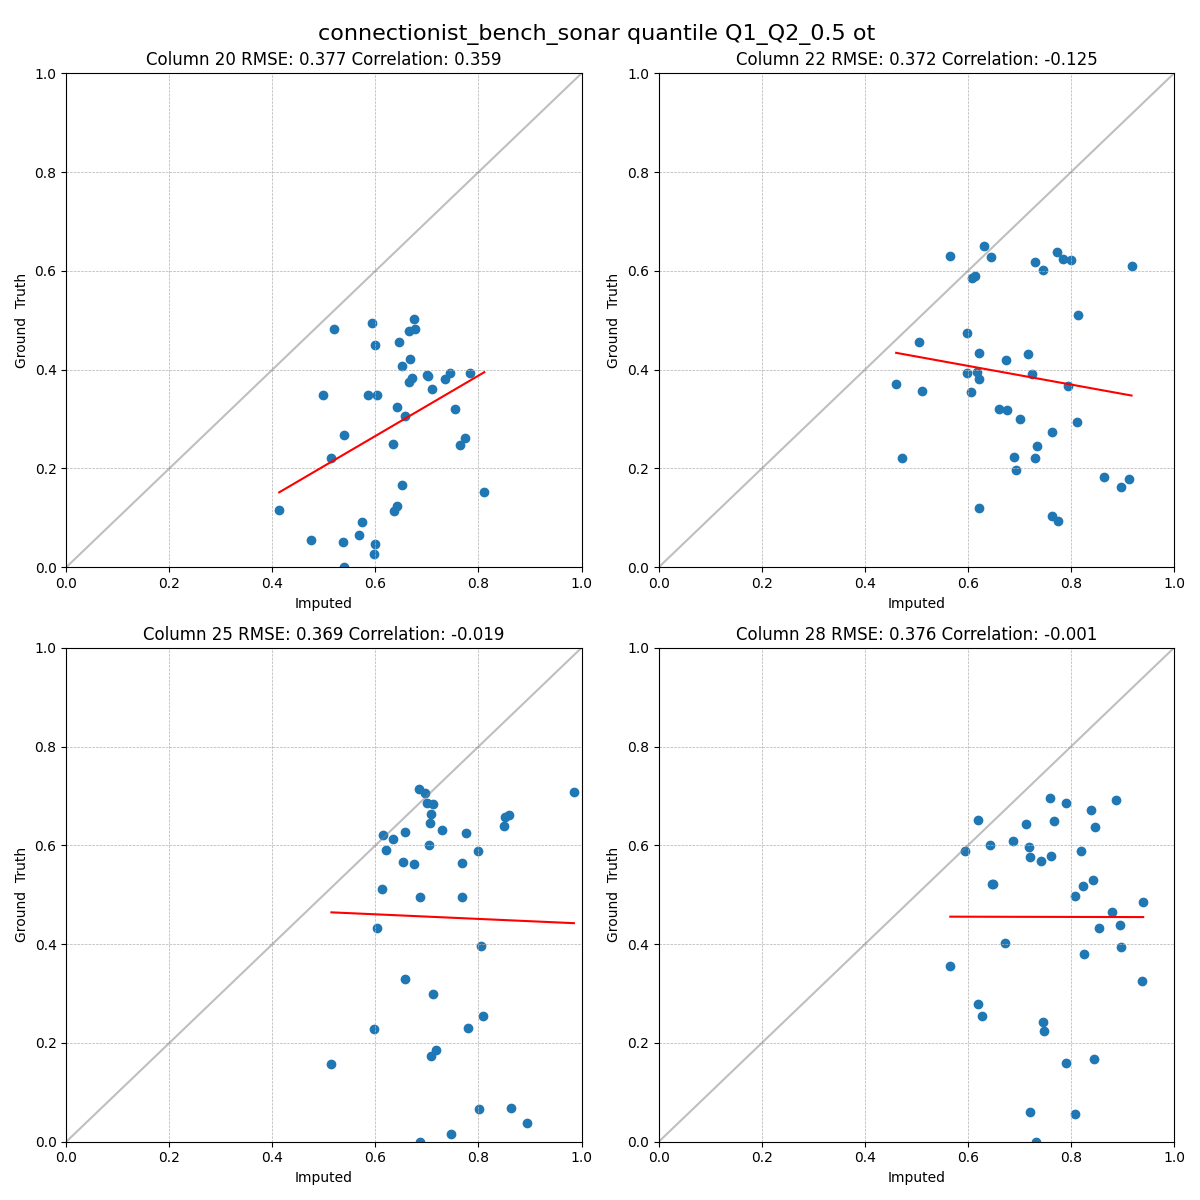 connectionist_bench_sonar quantile Q1_Q2_0.5 ot
Column 20 RMSE: 0.377 Correlation: 0.359
1.0
0.8
0.6
0.4
0.2
0.0
Ground Truth
0.0 0.2 0.4 0.6 0.8 1.0
Imputed
Column 22 RMSE: 0.372 Correlation: -0.125
1.0
0.8
0.6
0.4
0.2
0.0
Ground Truth
0.0 0.2 0.4 0.6 0.8 1.0
Imputed
Column 25 RMSE: 0.369 Correlation: -0.019
1.0
0.8
0.6
0.4
0.2
0.0
Ground Truth
0.0 0.2 0.4 0.6 0.8 1.0
Imputed
Column 28 RMSE: 0.376 Correlation: -0.001
1.0
0.8
0.6
0.4
0.2
0.0
Ground Truth
0.0 0.2 0.4 0.6 0.8 1.0
Imputed